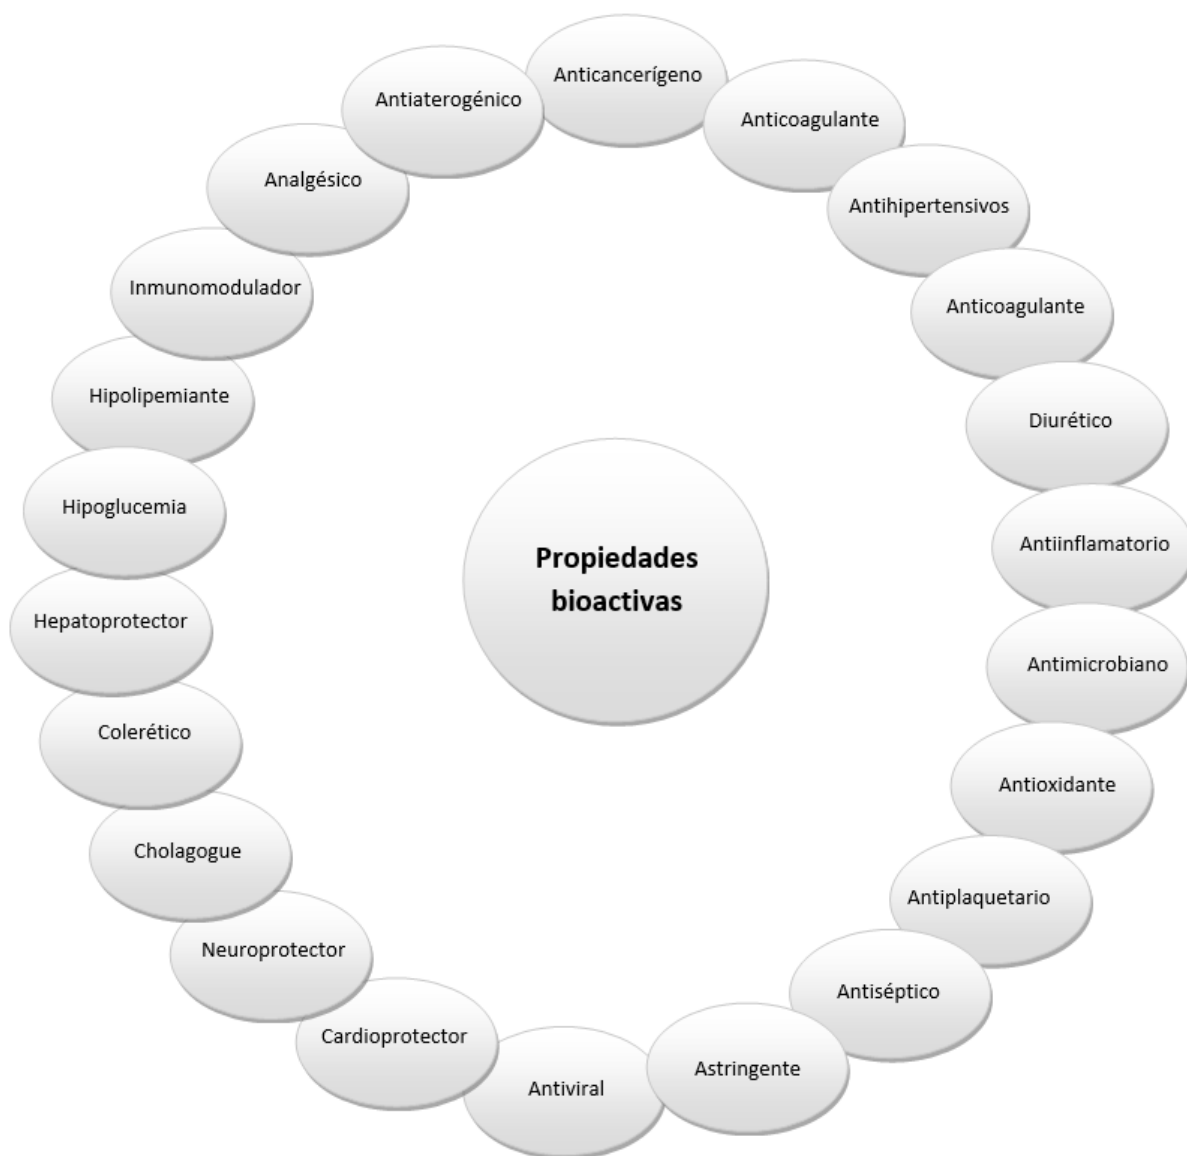 Anticancerígeno
Anticoagulante
Antihipertensivos
Anticoagulante
Diurético
Antiinflamatorio
Antimicrobiano
Antioxidante
Antiplaquetario
Antiséptico
Astringente
Antiviral
Cardioprotector
Neuroprotector
Cholagogue
Colerético
Hepatoprotector
Hipoglucemia
Hipolipemiante
Inmunomodulador
Analgésico
Antiaterogénico
Propiedades
bioactivas